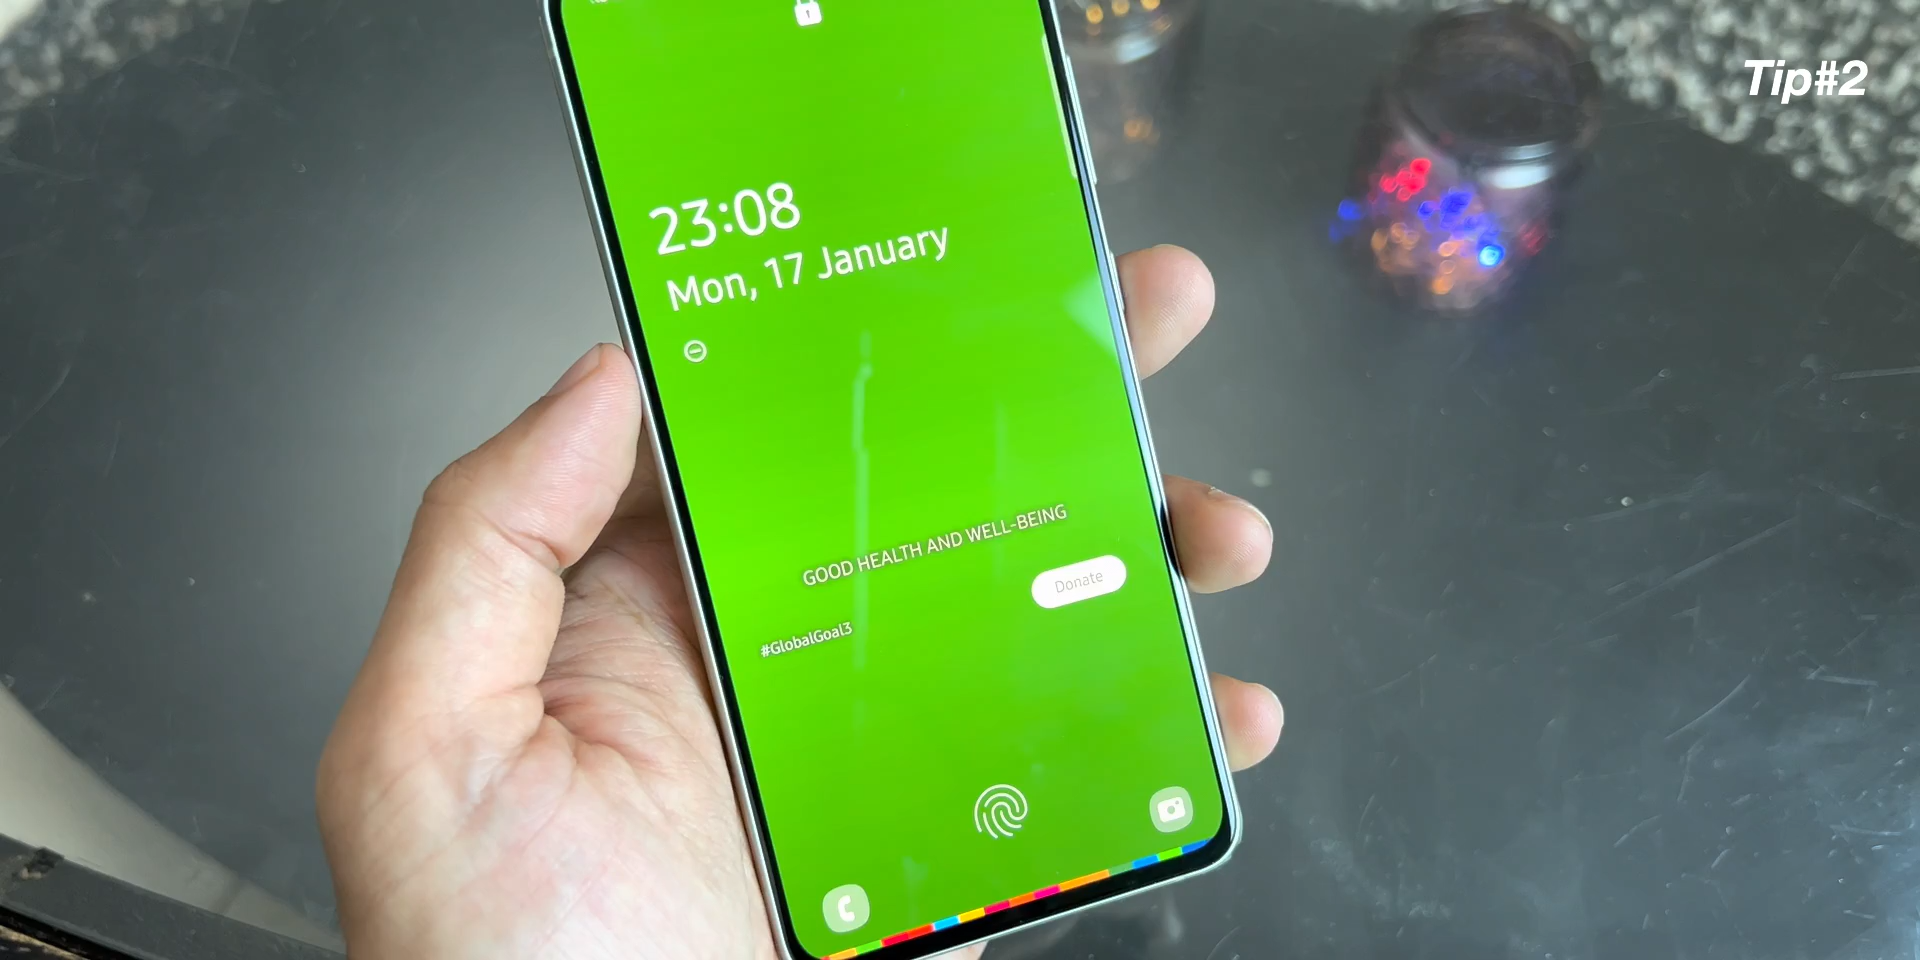 Tip#2
23:08
Mon, 17 January
GOOD HEALTH AND WELL-BEING
Donate
#GlobalGoal3